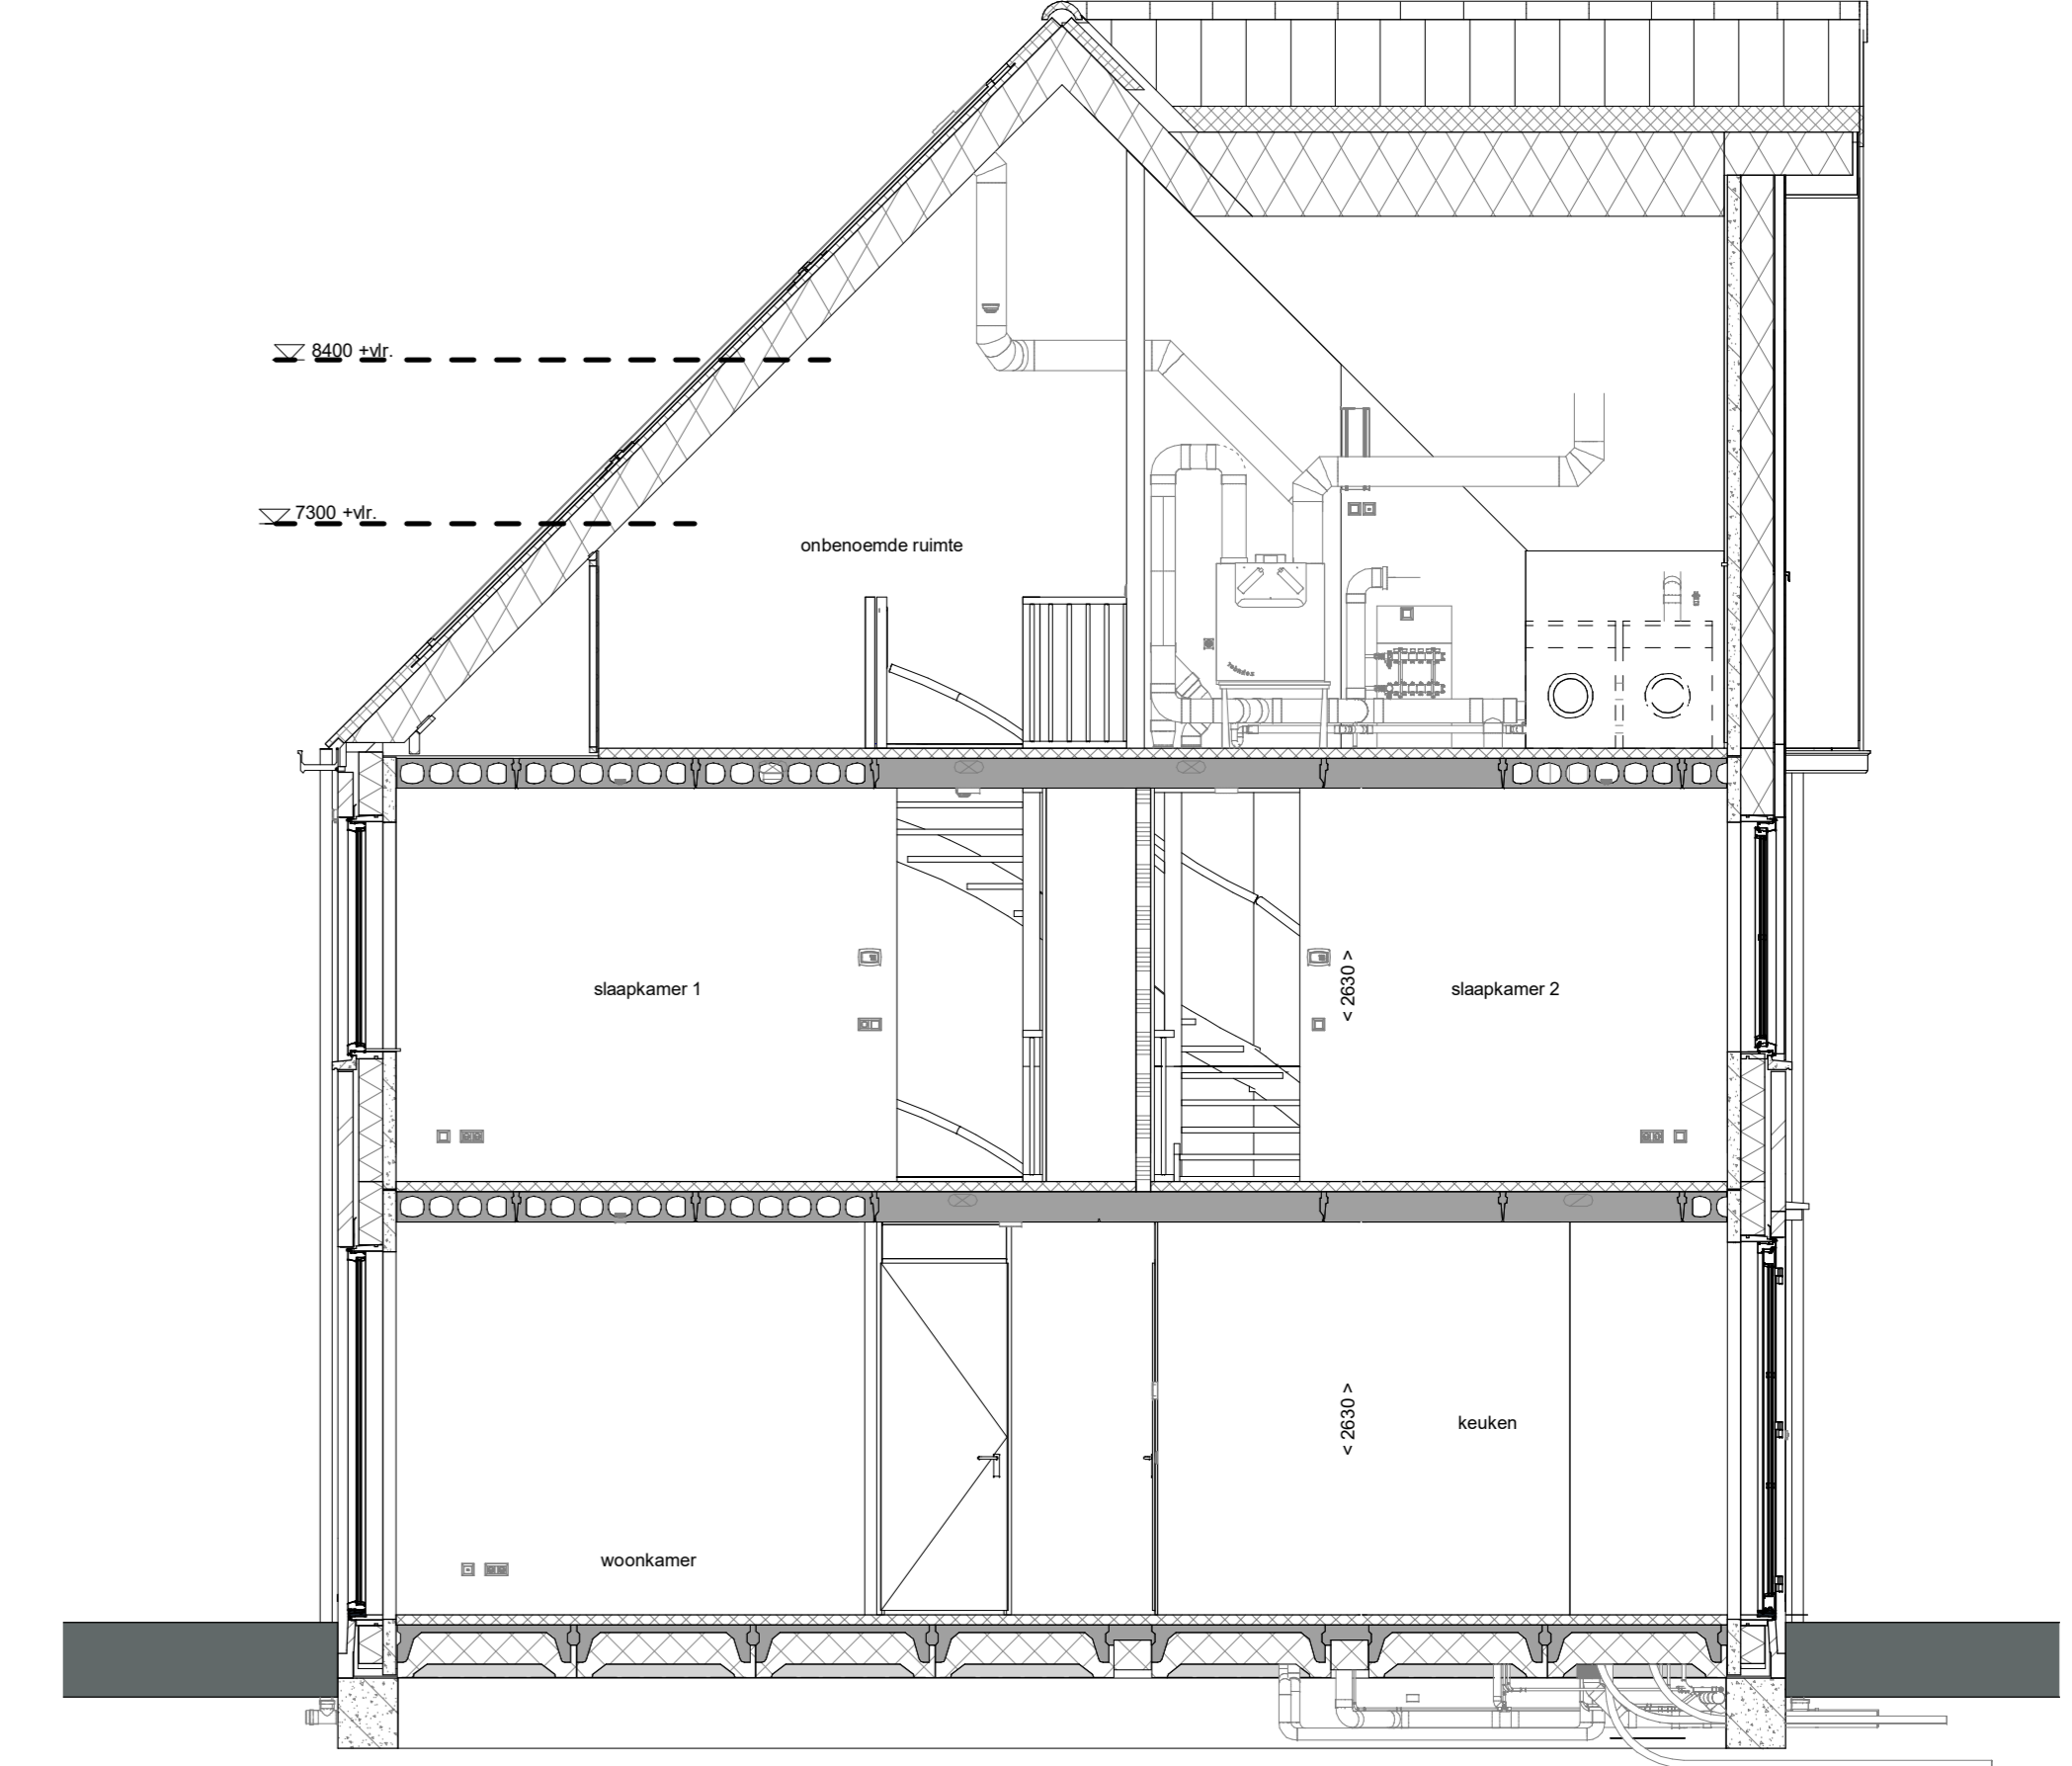 8400 +vlr.
7300 +vlr.
onbenoemde ruimte
slaapkamer 1
< 2630 >
slaapkamer 2
< 2630 >
keuken
woonkamer